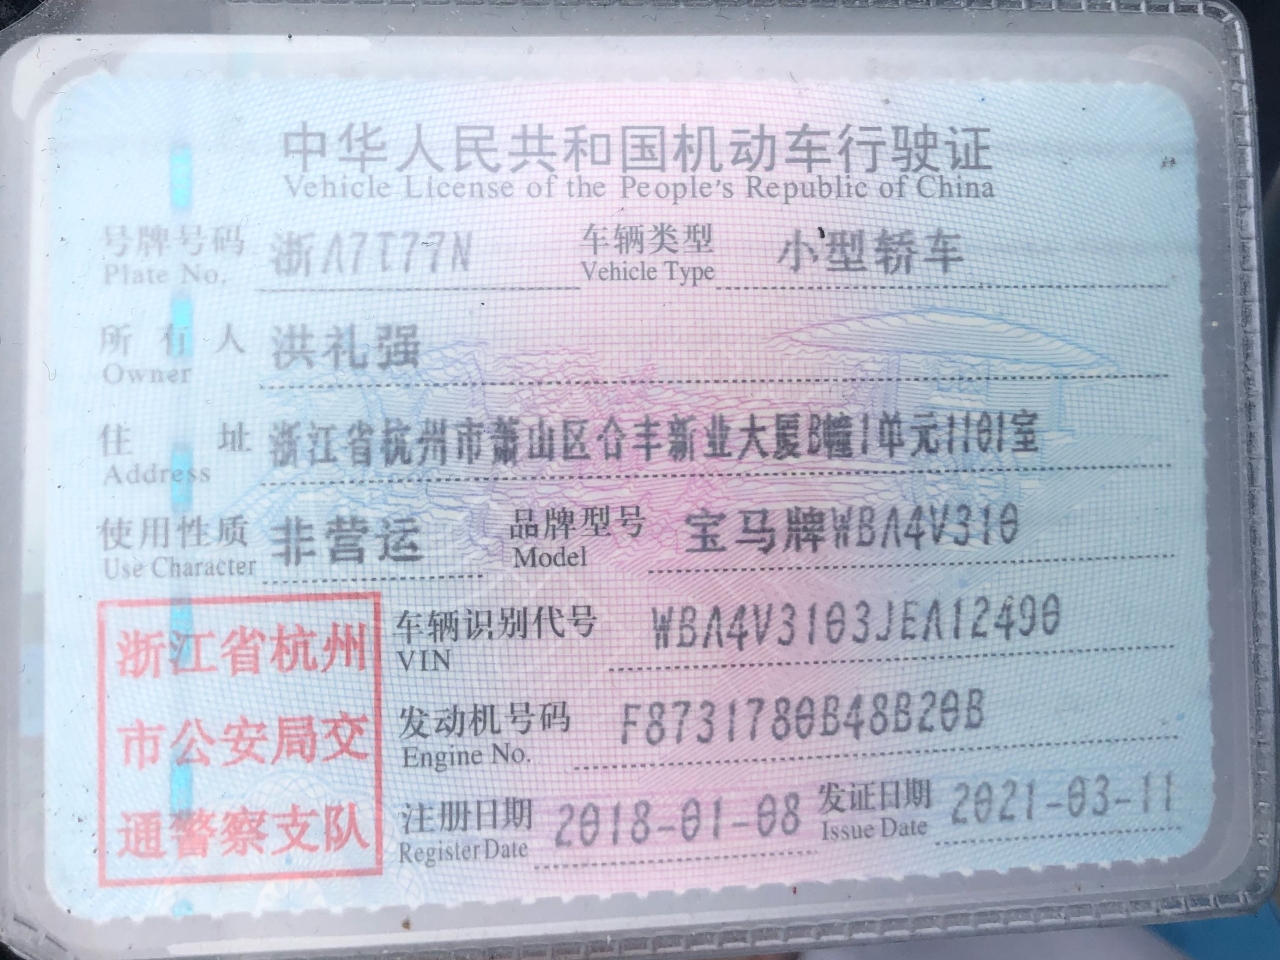 中华人民共和国机动车行驶证
Vehicle License of the People's Republic of China
号牌号码 浙A7T77N 车辆类型 小型轿车
Plate No. Vehicle Type
所有人 洪礼强
Owner
住址 浙江省杭州市萧山区仓丰新业大厦B幢1单元1101室
Address
使用性质 非营运 品牌型号 宝马牌WBA4V310
Use Character Model
浙江省杭州
市公安局交
通警察支队
车辆识别代号 WBA4V3103JEA12490
VIN
发动机号码 F8731780B48B20B
Engine No.
注册日期 2018-01-08 发证日期 2021-03-11
Register Date Issue Date